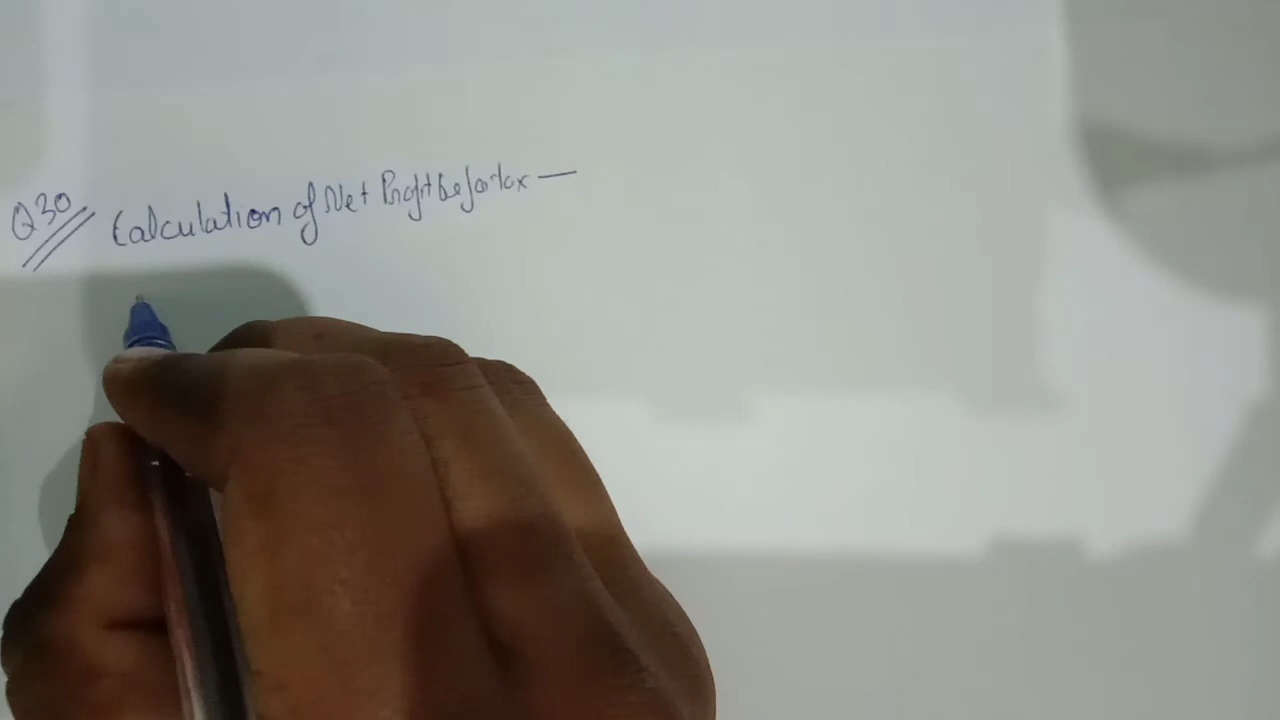 Q30 Calculation of Net Profit before tax —